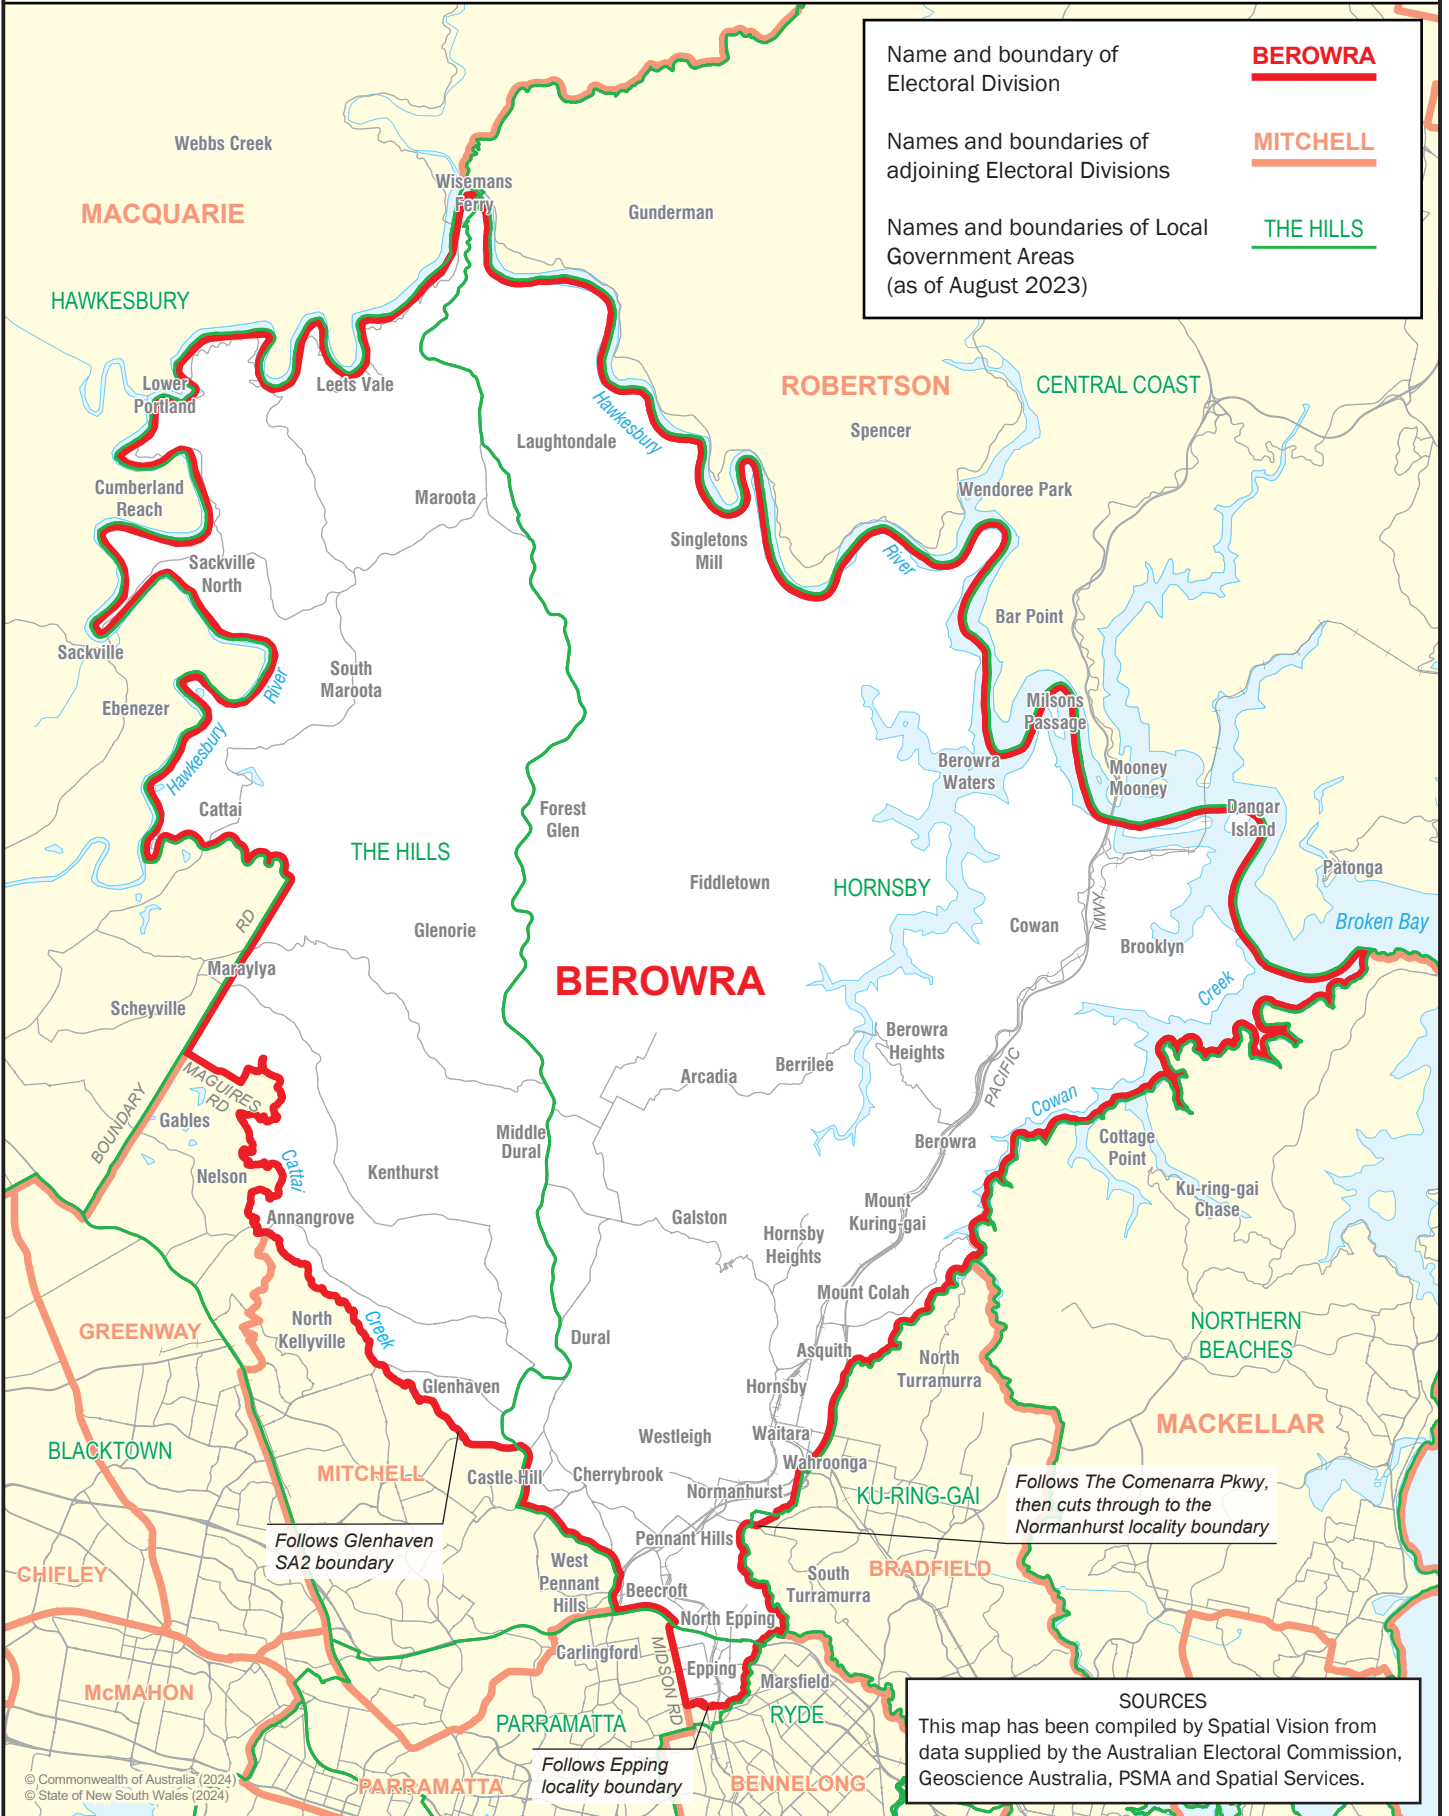 Name and boundary of
Electoral Division
BEROWRA
Names and boundaries of
adjoining Electoral Divisions
MITCHELL
Names and boundaries of Local
Government Areas
(as of August 2023)
THE HILLS
Webbs Creek
MACQUARIE
Wisemans
Ferry
Gunderman
HAWKESBURY
Lower
Portland
Leets Vale
ROBERTSON
CENTRAL COAST
Hawkesbury
Laughtondale
Spencer
Cumberland
Reach
Maroota
Wendoree Park
Singletons
Mill
River
Sackville
North
Bar Point
Sackville
South
Maroota
River
Ebenezer
Milsons
Passage
Hawkesbury
Berowra
Waters
Mooney
Mooney
Cattai
Forest
Glen
Dangar
Island
THE HILLS
Fiddletown
HORNSBY
Patonga
RD
Glenorie
Cowan
MWY
Brooklyn
Broken Bay
Maraylya
BEROWRA
Creek
Scheyville
Berowra
Heights
Berrilee
Arcadia
PACIFIC
MAGUIRES
RD
Cowan
BOUNDARY
Gables
Middle
Dural
Berowra
Cottage
Point
Cattai
Nelson
Kenthurst
Ku-ring-gai
Chase
Annangrove
Galston
Mount
Kuring-gai
Hornsby
Heights
Mount Colah
North
Kellyville
Creek
GREENWAY
Dural
NORTHERN
BEACHES
Asquith
North
Turramurra
Glenhaven
Hornsby
MACKELLAR
BLACKTOWN
Westleigh
Waitara
MITCHELL
Castle Hill
Cherrybrook
Wahroonga
Normanhurst
KU-RING-GAI
Follows The Comenarra Pkwy,
then cuts through to the
Normanhurst locality boundary
Follows Glenhaven
SA2 boundary
Pennant Hills
CHIFLEY
West
Pennant
Hills
Beecroft
South
Turramurra
BRADFIELD
North Epping
Carlingford
MIDSON RD
Epping
Marsfield
McMAHON
PARRAMATTA
RYDE
Follows Epping
locality boundary
PARRAMATTA
BENNELONG
SOURCES
This map has been compiled by Spatial Vision from
data supplied by the Australian Electoral Commission,
Geoscience Australia, PSMA and Spatial Services.
© Commonwealth of Australia (2024)
© State of New South Wales (2024)